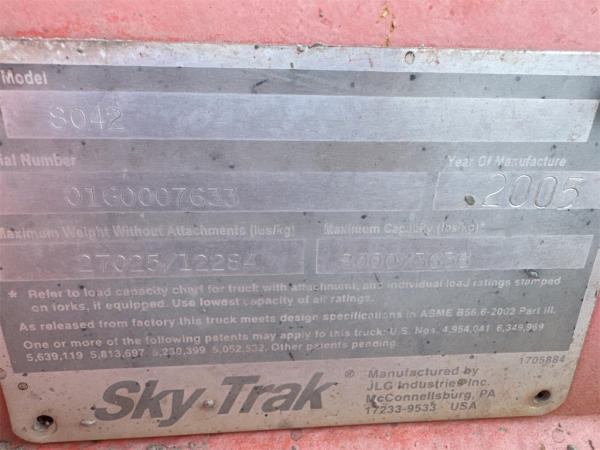 Model
8042
ial Number
Year Of Manufacture
0160007633
2005
Maximum Weight Without Attachments (lbs/kg)
Maximum Capacity (lbs/kg)*
27025/12284
8000/3636
* Refer to load capacity chart for truck with attachment, and individual load ratings stamped
on forks, if equipped. Use lowest capacity of all ratings.
As released from factory this truck meets design specifications in ASME B56.6-2002 Part III.
One or more of the following patents may apply to this truck: U.S. Nos. 4,954,041 6,349,969
5,639,119 5,813,697 5,230,399 5,052,532. Other patents pending.
1705884
Sky Trak ®
Manufactured by
JLG Industries Inc.
McConnellsburg, PA
17233-9533 USA